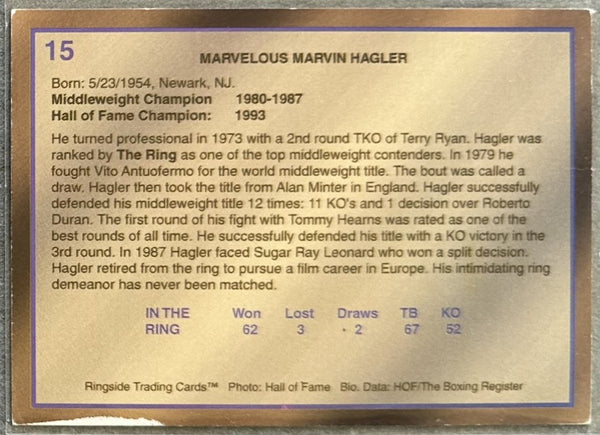 15
MARVELOUS MARVIN HAGLER
Born: 5/23/1954, Newark, NJ.
Middleweight Champion 1980-1987
Hall of Fame Champion: 1993
He turned professional in 1973 with a 2nd round TKO of Terry Ryan. Hagler was
ranked by The Ring as one of the top middleweight contenders. In 1979 he
fought Vito Antuofermo for the world middleweight title. The bout was called a
draw. Hagler then took the title from Alan Minter in England. Hagler successfully
defended his middleweight title 12 times: 11 KO's and 1 decision over Roberto
Duran. The first round of his fight with Tommy Hearns was rated as one of the
best rounds of all time. He successfully defended his title with a KO victory in the
3rd round. In 1987 Hagler faced Sugar Ray Leonard who won a split decision.
Hagler retired from the ring to pursue a film career in Europe. His intimidating ring
demeanor has never been matched.
IN THE Won Lost Draws TB KO
RING 62 3 2 67 52
Ringside Trading Cards™ Photo: Hall of Fame Bio. Data: HOF/The Boxing Register